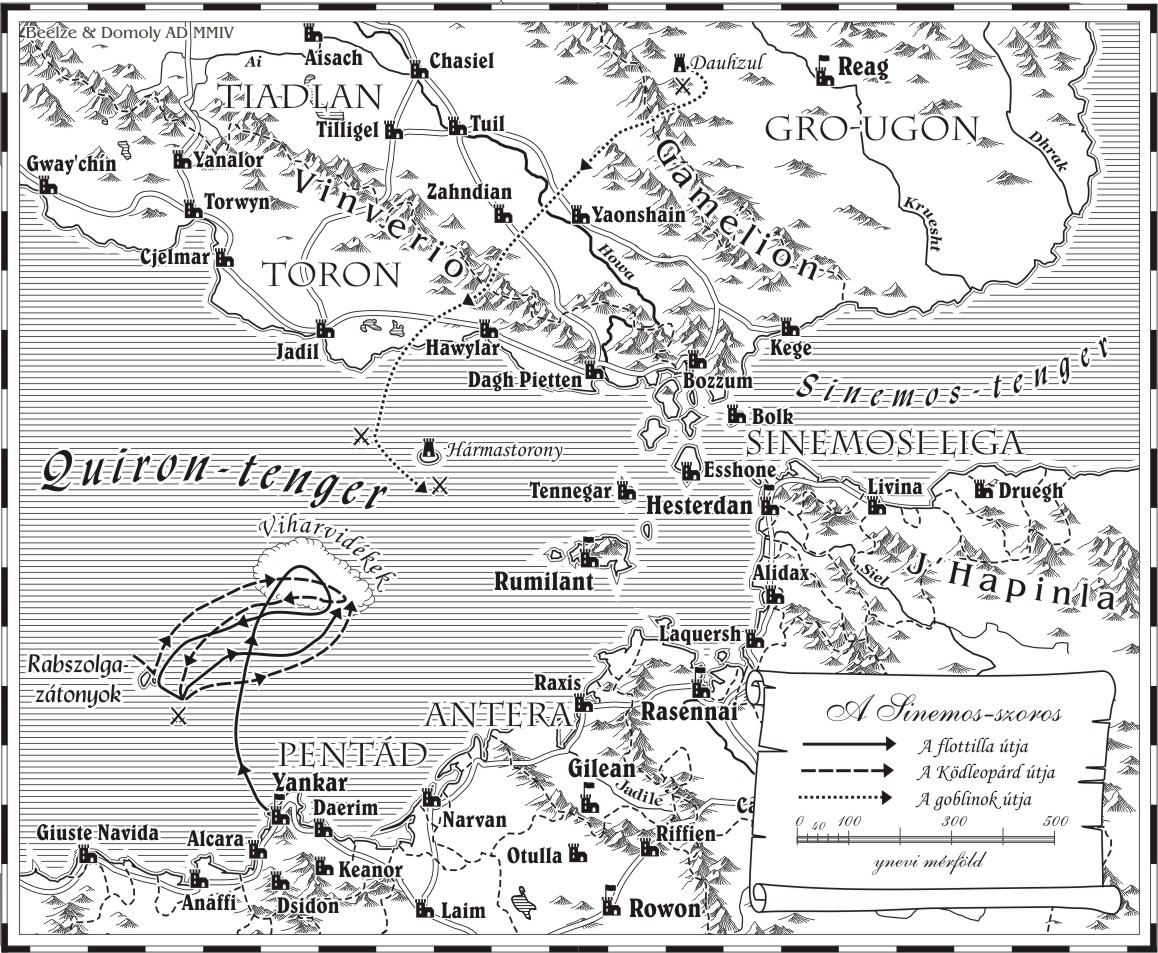 Beelze & Domoly AD MMIV
Aisach
Ai
Chasiel
Dauhzul
Reag
TIADLAN
Tilligel
Tuil
GRO-UGON
Dhrak
Gway'chin
Yanalor
Gamelion
Vinverio
Zahndian
Torwyn
Yaonshain
Kruesht
Cjelmar
TORON
Howa
Jadil
Hawylar
Kege
Dagh Pietten
Bozzum
Sinemos-tenger
Bolk
Hármastorony
SINEMOSI LIGA
Quiron-tenger
Esshone
Tennegar
Livina
Druegh
Hesterdan
Viharvidékek
Rumilant
Alidax
Siel
J'Hapinla
Laquersh
Rabszolga-
zátonyok
Raxis
Rasennai
ANTERA
PENTÁD
Yankar
Gilean
Jadile
Daerim
Narvan
Giuste Navida
Alcara
Riffien
Otulla
Keanor
Anaffi
Dsidon
Laim
Rowon
A Sinemos-szoros
A flottilla útja
A Ködleopárd útja
A goblinok útja
0 40 100 300 500
ynevi mérföld